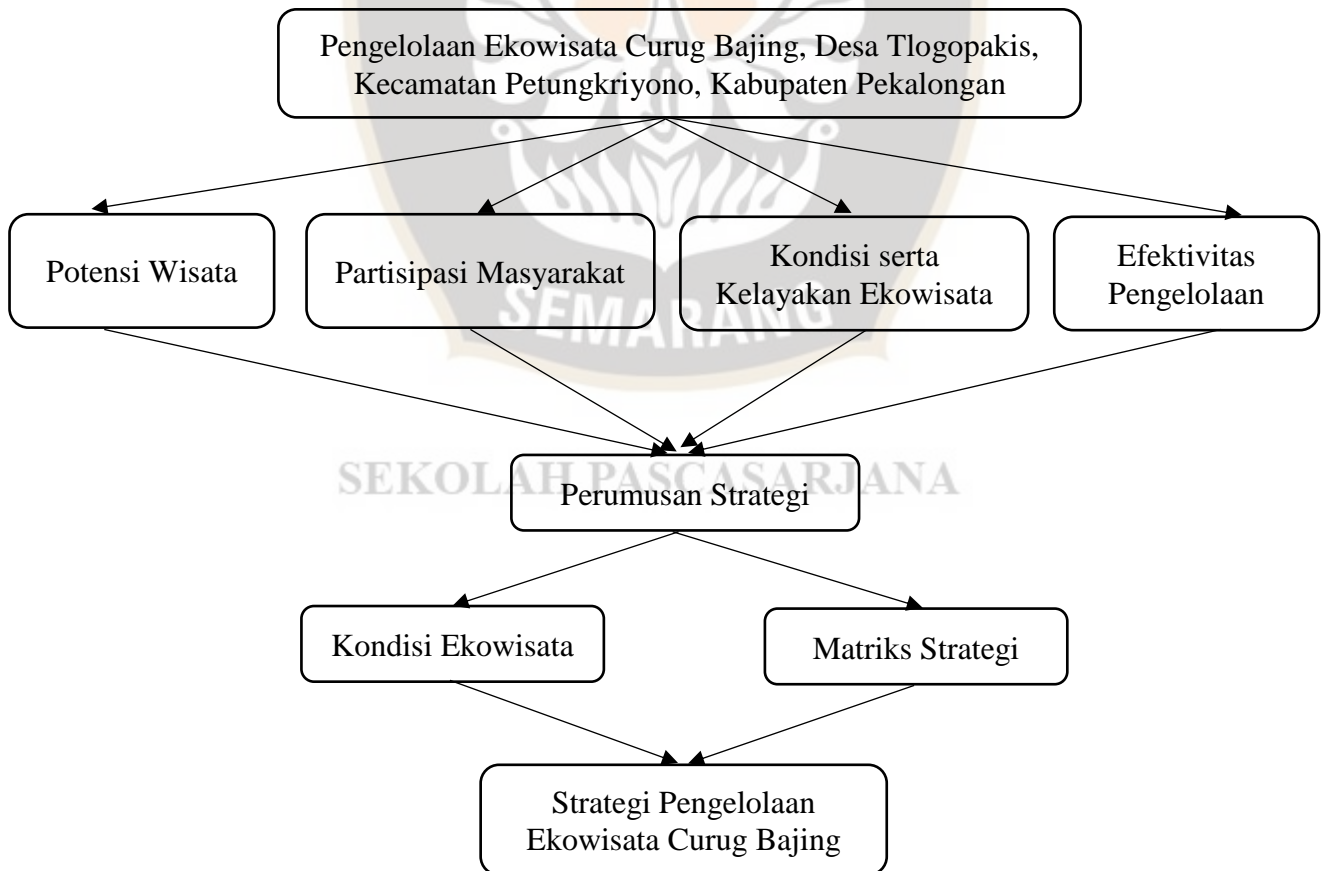 Pengelolaan Ekowisata Curug Bajing, Desa Tlogopakis,
Kecamatan Petungkriyono, Kabupaten Pekalongan
Potensi Wisata
Partisipasi Masyarakat
Kondisi serta
Kelayakan Ekowisata
Efektivitas
Pengelolaan
SEMARANG
SEKOLAH PASCASARJANA
Perumusan Strategi
Kondisi Ekowisata
Matriks Strategi
Strategi Pengelolaan
Ekowisata Curug Bajing